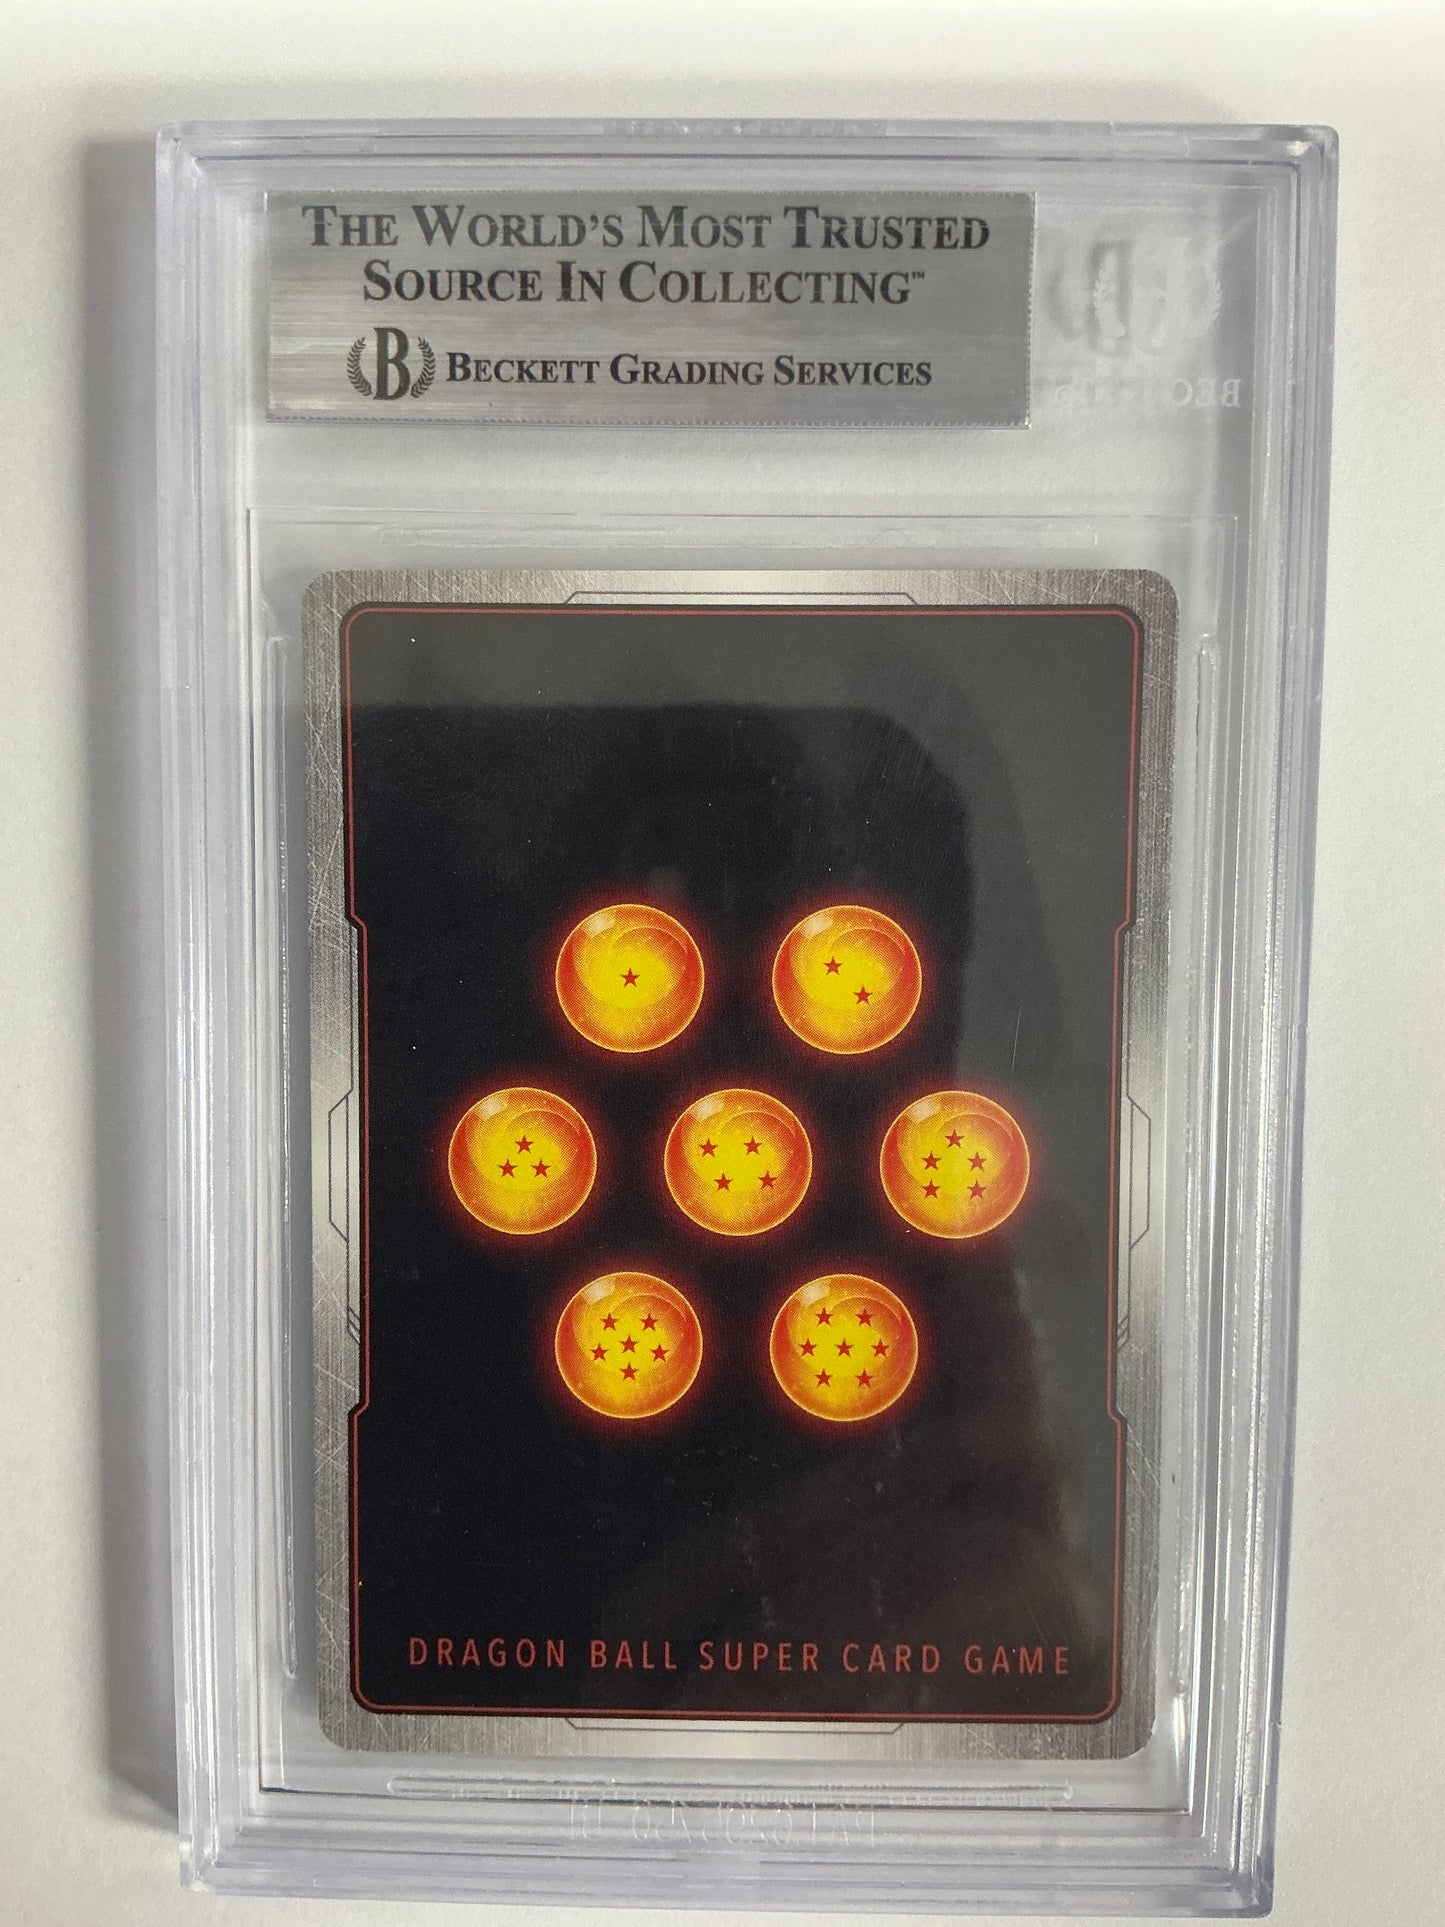 THE WORLD'S MOST TRUSTED
SOURCE IN COLLECTING™
B BECKETT GRADING SERVICES
DRAGON BALL SUPER CARD GAME